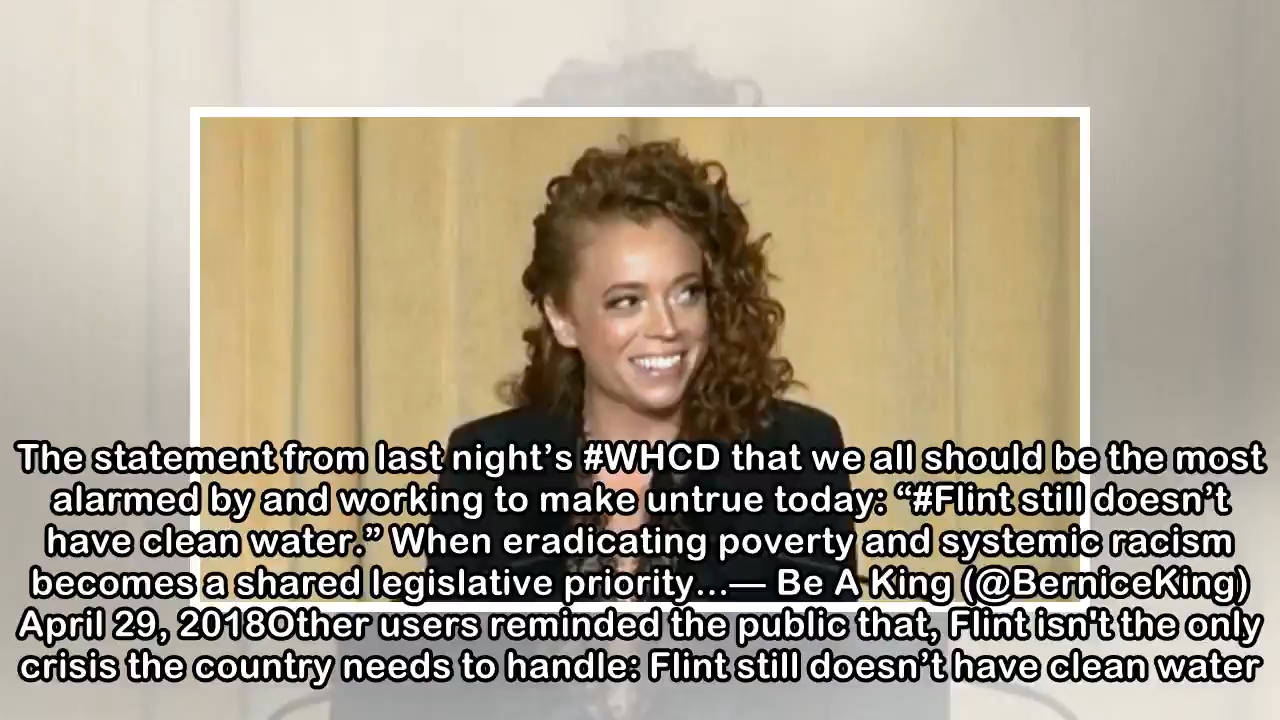 The statement from last night’s #WHCD that we all should be the most
alarmed by and working to make untrue today: “#Flint still doesn’t
have clean water.” When eradicating poverty and systemic racism
becomes a shared legislative priority...— Be A King (@BerniceKing)
April 29, 2018Other users reminded the public that, Flint isn't the only
crisis the country needs to handle: Flint still doesn’t have clean water